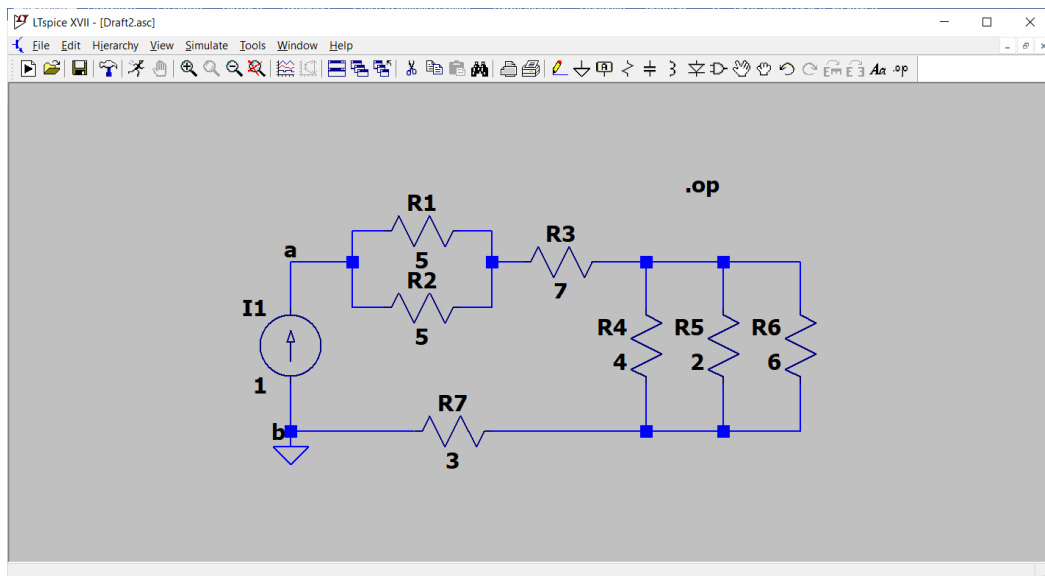 LTspice XVII - [Draft2.asc]
File Edit Hierarchy View Simulate Tools Window Help
Aa .op
.op
R1
5
R2
5
R3
7
a
I1
1
b
R4
4
R5
2
R6
6
R7
3